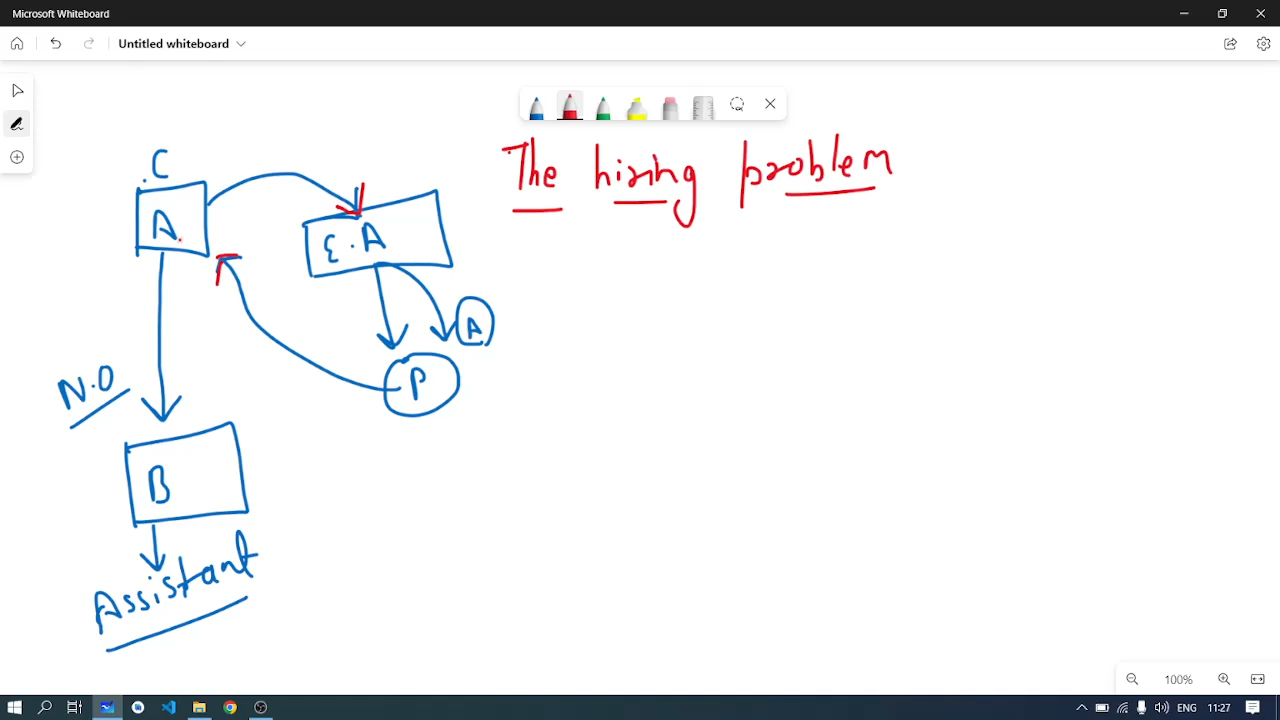 Microsoft Whiteboard
Untitled whiteboard
The hiring problem
.C
A
E.A
A
P
N.O
B
Assistant
100%
ENG 11:27